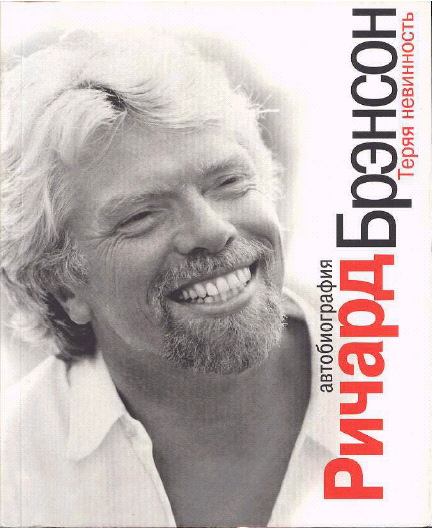 автобиография
Ричард
Брэнсон
Теряя невинность